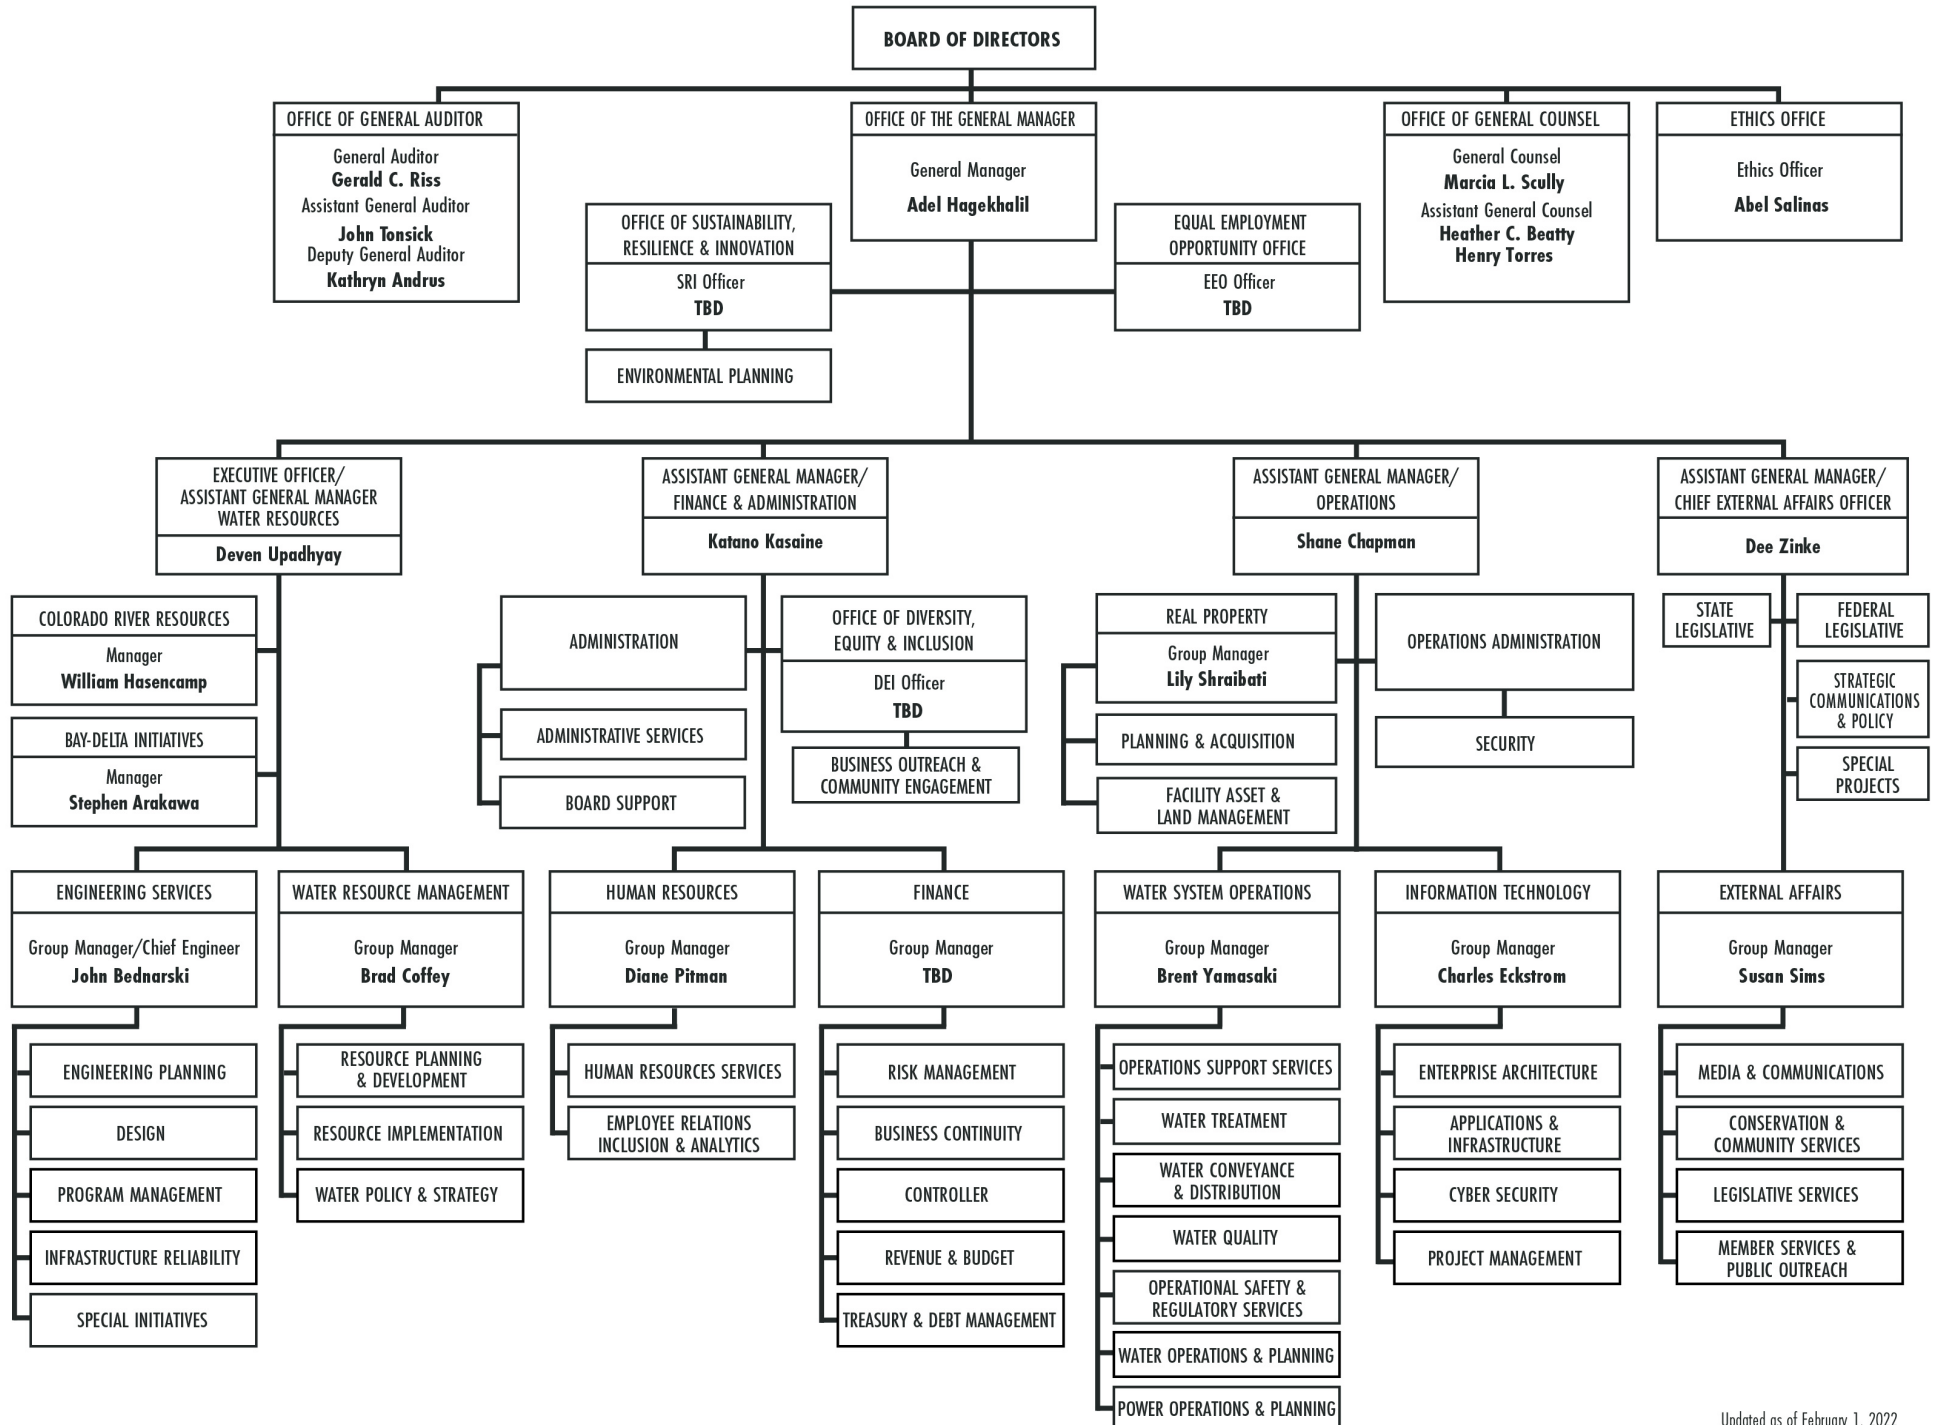 BOARD OF DIRECTORS
OFFICE OF GENERAL AUDITOR
General Auditor
Gerald C. Riss
Assistant General Auditor
John Tonsick
Deputy General Auditor
Kathryn Andrus
OFFICE OF THE GENERAL MANAGER
General Manager
Adel Hagekhalil
OFFICE OF GENERAL COUNSEL
General Counsel
Marcia L. Scully
Assistant General Counsel
Heather C. Beatty
Henry Torres
ETHICS OFFICE
Ethics Officer
Abel Salinas
OFFICE OF SUSTAINABILITY,
RESILIENCE & INNOVATION
SRI Officer
TBD
ENVIRONMENTAL PLANNING
EQUAL EMPLOYMENT
OPPORTUNITY OFFICE
EEO Officer
TBD
EXECUTIVE OFFICER/
ASSISTANT GENERAL MANAGER
WATER RESOURCES
Deven Upadhyay
ASSISTANT GENERAL MANAGER/
FINANCE & ADMINISTRATION
Katano Kasaine
ASSISTANT GENERAL MANAGER/
OPERATIONS
Shane Chapman
ASSISTANT GENERAL MANAGER/
CHIEF EXTERNAL AFFAIRS OFFICER
Dee Zinke
COLORADO RIVER RESOURCES
Manager
William Hasencamp
BAY-DELTA INITIATIVES
Manager
Stephen Arakawa
ADMINISTRATION
ADMINISTRATIVE SERVICES
BOARD SUPPORT
OFFICE OF DIVERSITY,
EQUITY & INCLUSION
DEI Officer
TBD
BUSINESS OUTREACH &
COMMUNITY ENGAGEMENT
REAL PROPERTY
Group Manager
Lily Shraibati
PLANNING & ACQUISITION
FACILITY ASSET &
LAND MANAGEMENT
OPERATIONS ADMINISTRATION
SECURITY
STATE
LEGISLATIVE
FEDERAL
LEGISLATIVE
STRATEGIC
COMMUNICATIONS
& POLICY
SPECIAL
PROJECTS
ENGINEERING SERVICES
Group Manager/Chief Engineer
John Bednarski
ENGINEERING PLANNING
DESIGN
PROGRAM MANAGEMENT
INFRASTRUCTURE RELIABILITY
SPECIAL INITIATIVES
WATER RESOURCE MANAGEMENT
Group Manager
Brad Coffey
RESOURCE PLANNING
& DEVELOPMENT
RESOURCE IMPLEMENTATION
WATER POLICY & STRATEGY
HUMAN RESOURCES
Group Manager
Diane Pitman
HUMAN RESOURCES SERVICES
EMPLOYEE RELATIONS
INCLUSION & ANALYTICS
FINANCE
Group Manager
TBD
RISK MANAGEMENT
BUSINESS CONTINUITY
CONTROLLER
REVENUE & BUDGET
TREASURY & DEBT MANAGEMENT
WATER SYSTEM OPERATIONS
Group Manager
Brent Yamasaki
OPERATIONS SUPPORT SERVICES
WATER TREATMENT
WATER CONVEYANCE
& DISTRIBUTION
WATER QUALITY
OPERATIONAL SAFETY &
REGULATORY SERVICES
WATER OPERATIONS & PLANNING
POWER OPERATIONS & PLANNING
INFORMATION TECHNOLOGY
Group Manager
Charles Eckstrom
ENTERPRISE ARCHITECTURE
APPLICATIONS &
INFRASTRUCTURE
CYBER SECURITY
PROJECT MANAGEMENT
EXTERNAL AFFAIRS
Group Manager
Susan Sims
MEDIA & COMMUNICATIONS
CONSERVATION &
COMMUNITY SERVICES
LEGISLATIVE SERVICES
MEMBER SERVICES &
PUBLIC OUTREACH
Updated as of February 1, 2022